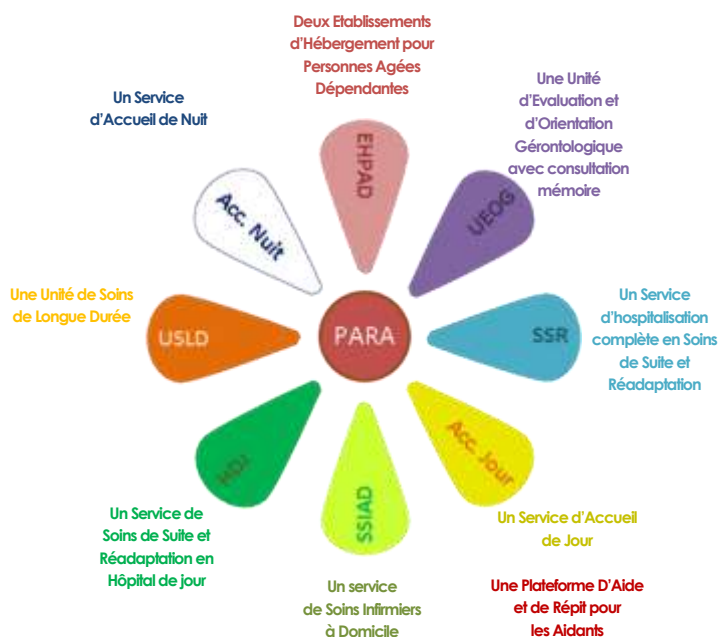 Deux Etablissements
d'Hébergement pour
Personnes Agées
Dépendantes
Une Unité
d'Evaluation et
d'Orientation
Gérontologique
avec consultation
mémoire
Un Service
d'Accueil de Nuit
EHPAD
UEOG
Acc. Nuit
Une Unité de Soins
de Longue Durée
USLD
PARA
SSR
Un Service
d'hospitalisation
complète en Soins
de Suite et
Réadaptation
HDJ
SSIAD
Acc. Jour
Un Service de
Soins de Suite et
Réadaptation en
Hôpital de jour
Un service
de Soins Infirmiers
à Domicile
Un Service d'Accueil
de Jour
Une Plateforme D'Aide
et de Répit pour
les Aidants